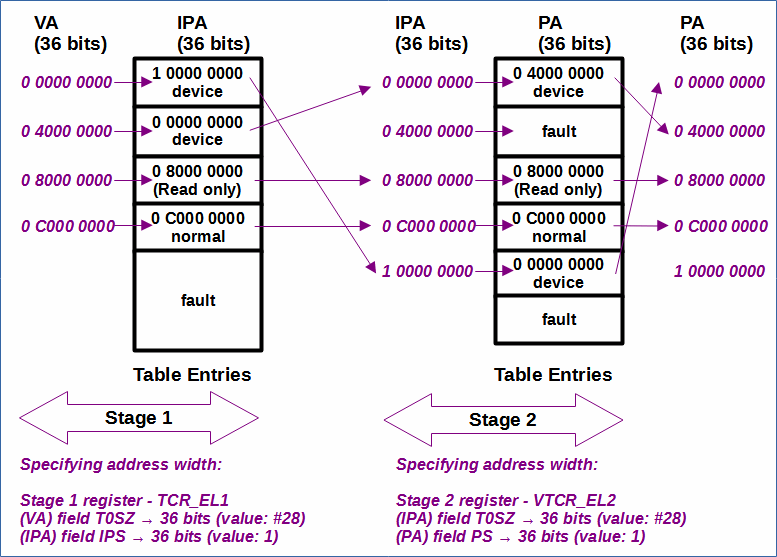 VA
(36 bits)
IPA
(36 bits)
IPA
(36 bits)
PA
(36 bits)
PA
(36 bits)
0 0000 0000
1 0000 0000
device
0 0000 0000
0 4000 0000
device
0 0000 0000
0 4000 0000
0 0000 0000
device
0 4000 0000
fault
0 4000 0000
0 8000 0000
0 8000 0000
(Read only)
0 8000 0000
0 8000 0000
(Read only)
0 8000 0000
0 C000 0000
0 C000 0000
normal
0 C000 0000
0 C000 0000
normal
0 C000 0000
fault
1 0000 0000
0 0000 0000
device
1 0000 0000
fault
Table Entries
Table Entries
Stage 1
Stage 2
Specifying address width:
Stage 1 register - TCR_EL1
(VA) field T0SZ → 36 bits (value: #28)
(IPA) field IPS → 36 bits (value: 1)
Specifying address width:
Stage 2 register - VTCR_EL2
(IPA) field T0SZ → 36 bits (value: #28)
(PA) field PS → 36 bits (value: 1)